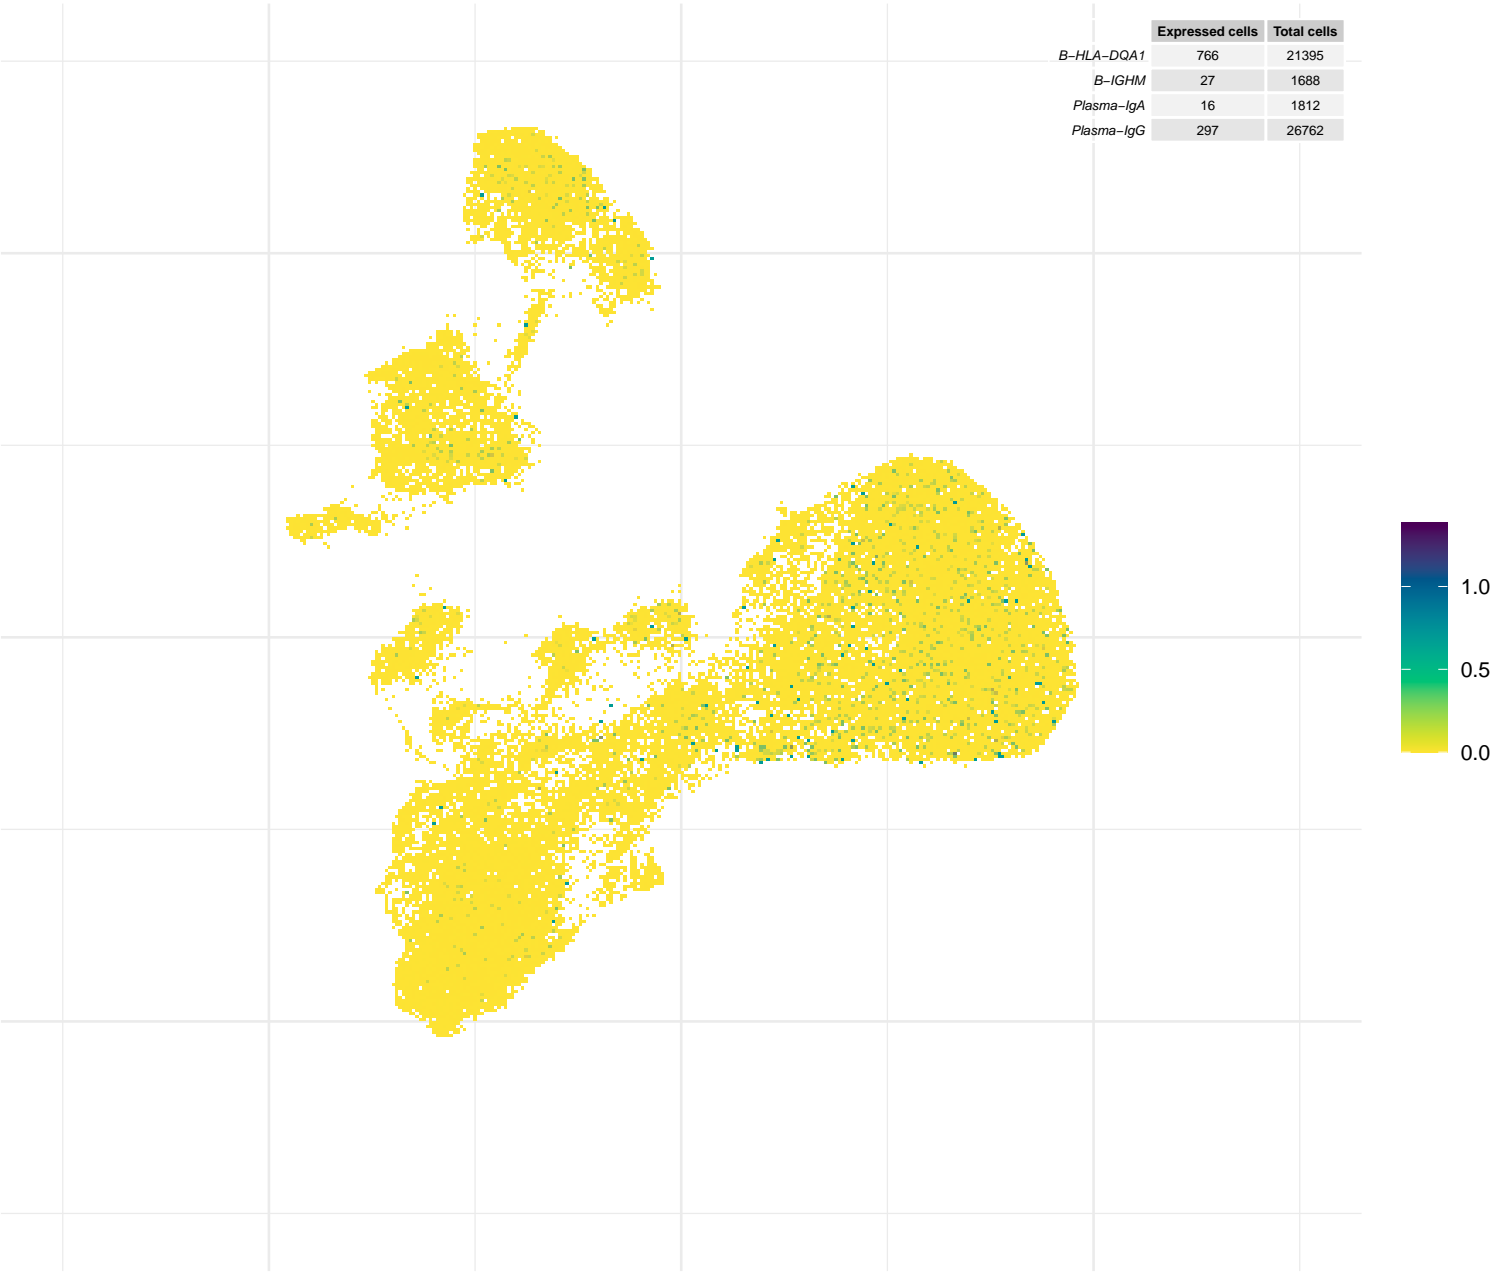 Expressed cells Total cells
B−HLA−DQA1 766 21395
B−IGHM 27 1688
Plasma−IgA 16 1812
Plasma−IgG 297 26762
1.0
0.5
0.0